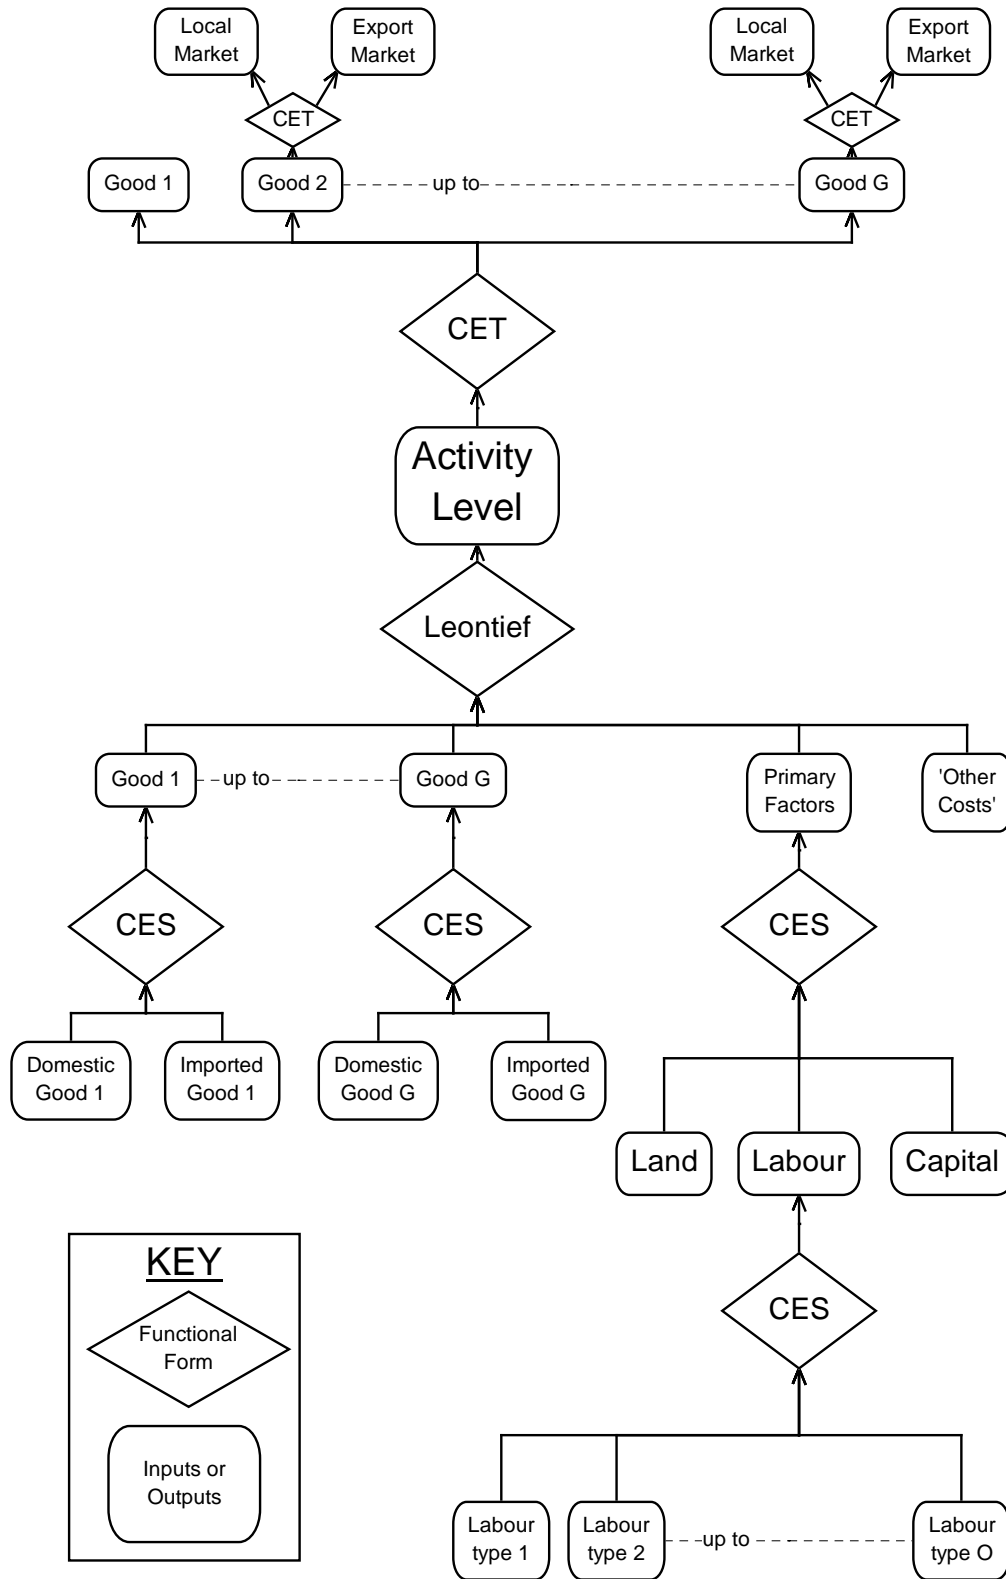 Local
Market
Export
Market
Local
Market
Export
Market
CET
CET
Good 1
Good 2
up to
Good G
CET
Activity
Level
Leontief
Good 1
up to
Good G
Primary
Factors
'Other
Costs'
CES
CES
CES
Domestic
Good 1
Imported
Good 1
Domestic
Good G
Imported
Good G
Land
Labour
Capital
KEY
Functional
Form
Inputs or
Outputs
CES
Labour
type 1
Labour
type 2
up to
Labour
type O